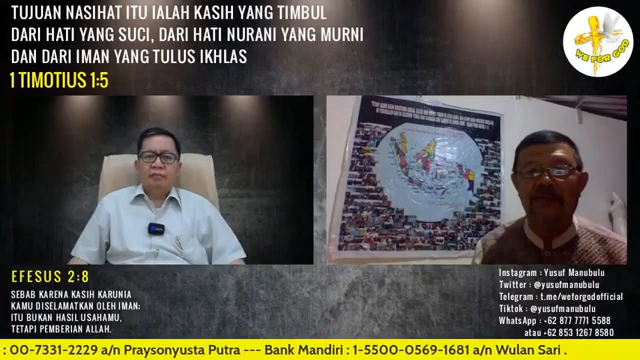 TUJUAN NASIHAT ITU IALAH KASIH YANG TIMBUL
DARI HATI YANG SUCI, DARI HATI NURANI YANG MURNI
DAN DARI IMAN YANG TULUS IKHLAS
1 TIMOTIUS 1:5
WE FOR GOD
EFESUS 2:8
SEBAB KARENA KASIH KARUNIA
KAMU DISELAMATKAN OLEH IMAN;
ITU BUKAN HASIL USAHAMU,
TETAPI PEMBERIAN ALLAH.
Instagram : Yusuf Manubulu
Twitter : @yusufmanubulu
Telegram : t.me/weforgodofficial
Tiktok : @yusufmanubulu
WhatsApp : +62 877 7771 5588
atau +62 853 1267 8580
: 00-7331-2229 a/n Praysonyusta Putra --- Bank Mandiri : 1-5500-0569-1681 a/n Wulan Sari .